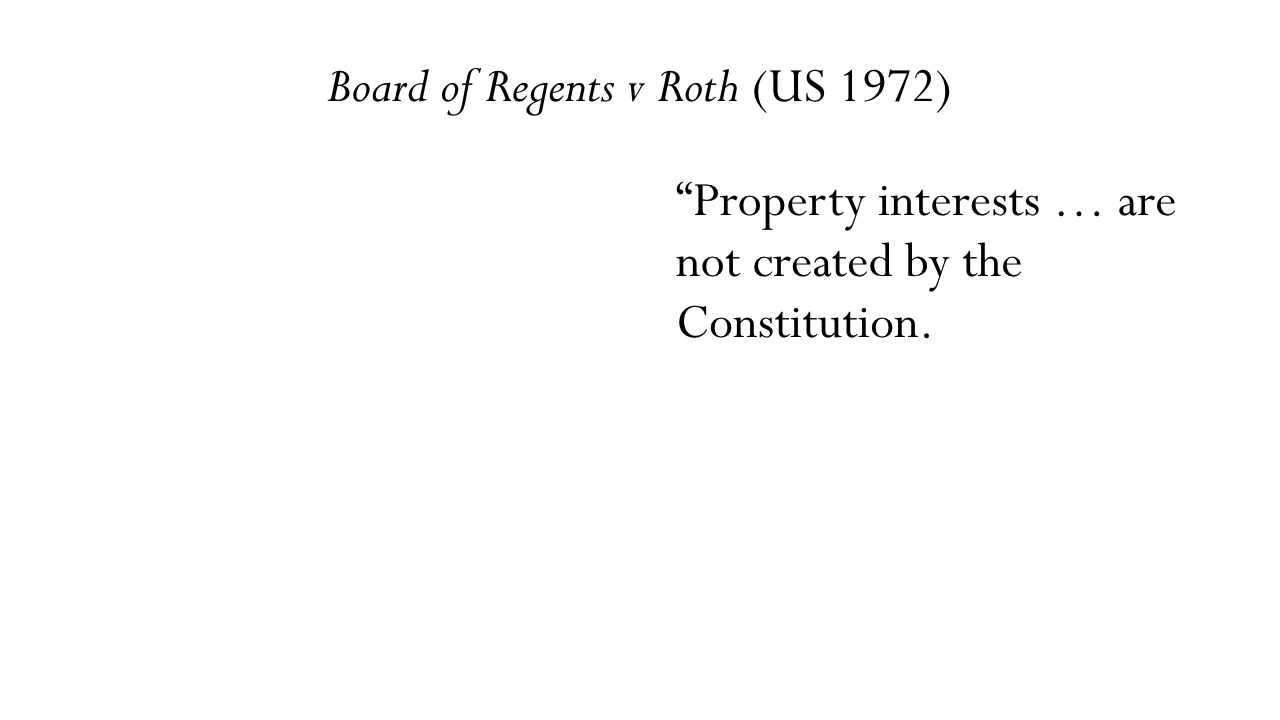 Board of Regents v Roth (US 1972)
“Property interests … are
not created by the
Constitution.